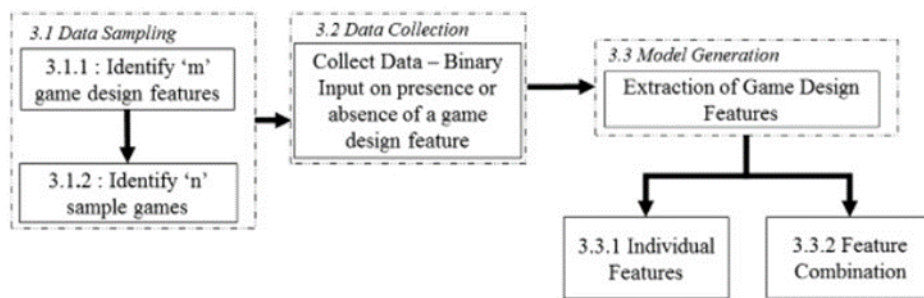 3.1 Data Sampling
3.1.1 : Identify ‘m’
game design features
3.1.2 : Identify ‘n’
sample games
3.2 Data Collection
Collect Data – Binary
Input on presence or
absence of a game
design feature
3.3 Model Generation
Extraction of Game Design
Features
3.3.1 Individual
Features
3.3.2 Feature
Combination